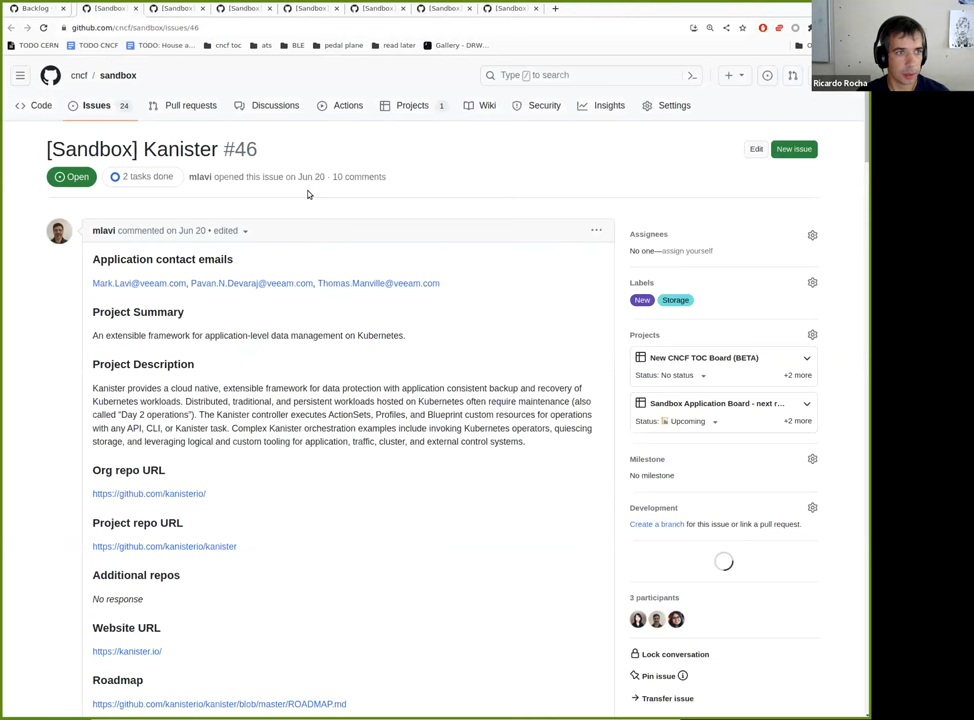 Backlog
[Sandbox]
[Sandbox]
[Sandbox]
[Sandbox]
[Sandbox]
[Sandbox]
[Sandbox]
github.com/cncf/sandbox/issues/46
TODO CERN
TODO CNCF
TODO: House a...
cncf toc
ats
BLE
pedal plane
read later
Gallery - DRW...
Ricardo Rocha
cncf / sandbox
Type / to search
Code
Issues 24
Pull requests
Discussions
Actions
Projects 1
Wiki
Security
Insights
Settings
[Sandbox] Kanister #46
Edit
New issue
Open
2 tasks done
mlavi opened this issue on Jun 20 · 10 comments
mlavi commented on Jun 20 • edited
Application contact emails
Mark.Lavi@veeam.com, Pavan.N.Devaraj@veeam.com, Thomas.Manville@veeam.com
Project Summary
An extensible framework for application-level data management on Kubernetes.
Project Description
Kanister provides a cloud native, extensible framework for data protection with application consistent backup and recovery of
Kubernetes workloads. Distributed, traditional, and persistent workloads hosted on Kubernetes often require maintenance (also
called “Day 2 operations”). The Kanister controller executes ActionSets, Profiles, and Blueprint custom resources for operations
with any API, CLI, or Kanister task. Complex Kanister orchestration examples include invoking Kubernetes operators, quiescing
storage, and leveraging logical and custom tooling for application, traffic, cluster, and external control systems.
Org repo URL
https://github.com/kanisterio/
Project repo URL
https://github.com/kanisterio/kanister
Additional repos
No response
Website URL
https://kanister.io/
Roadmap
https://github.com/kanisterio/kanister/blob/master/ROADMAP.md
Assignees
No one—assign yourself
Labels
New
Storage
Projects
New CNCF TOC Board (BETA)
Status: No status
+2 more
Sandbox Application Board - next r...
Status: Upcoming
+2 more
Milestone
No milestone
Development
Create a branch for this issue or link a pull request.
3 participants
Lock conversation
Pin issue
Transfer issue